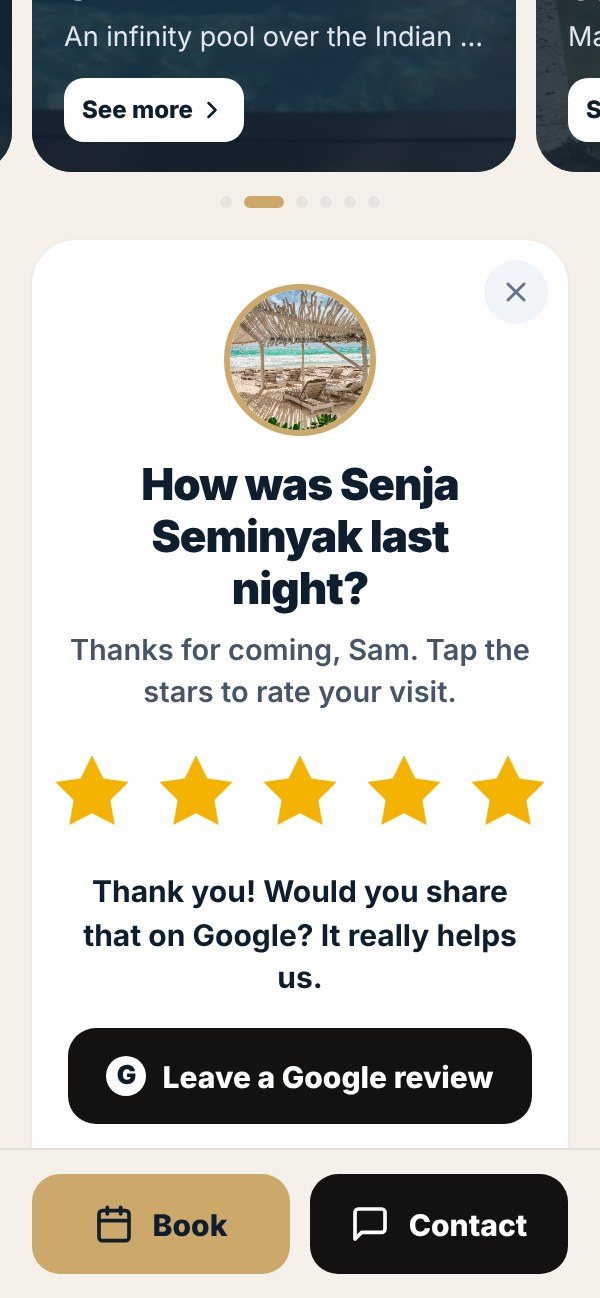 An infinity pool over the Indian ...
Ma
See more
S
How was Senja
Seminyak last
night?
Thanks for coming, Sam. Tap the
stars to rate your visit.
Thank you! Would you share
that on Google? It really helps
us.
G Leave a Google review
Book
Contact